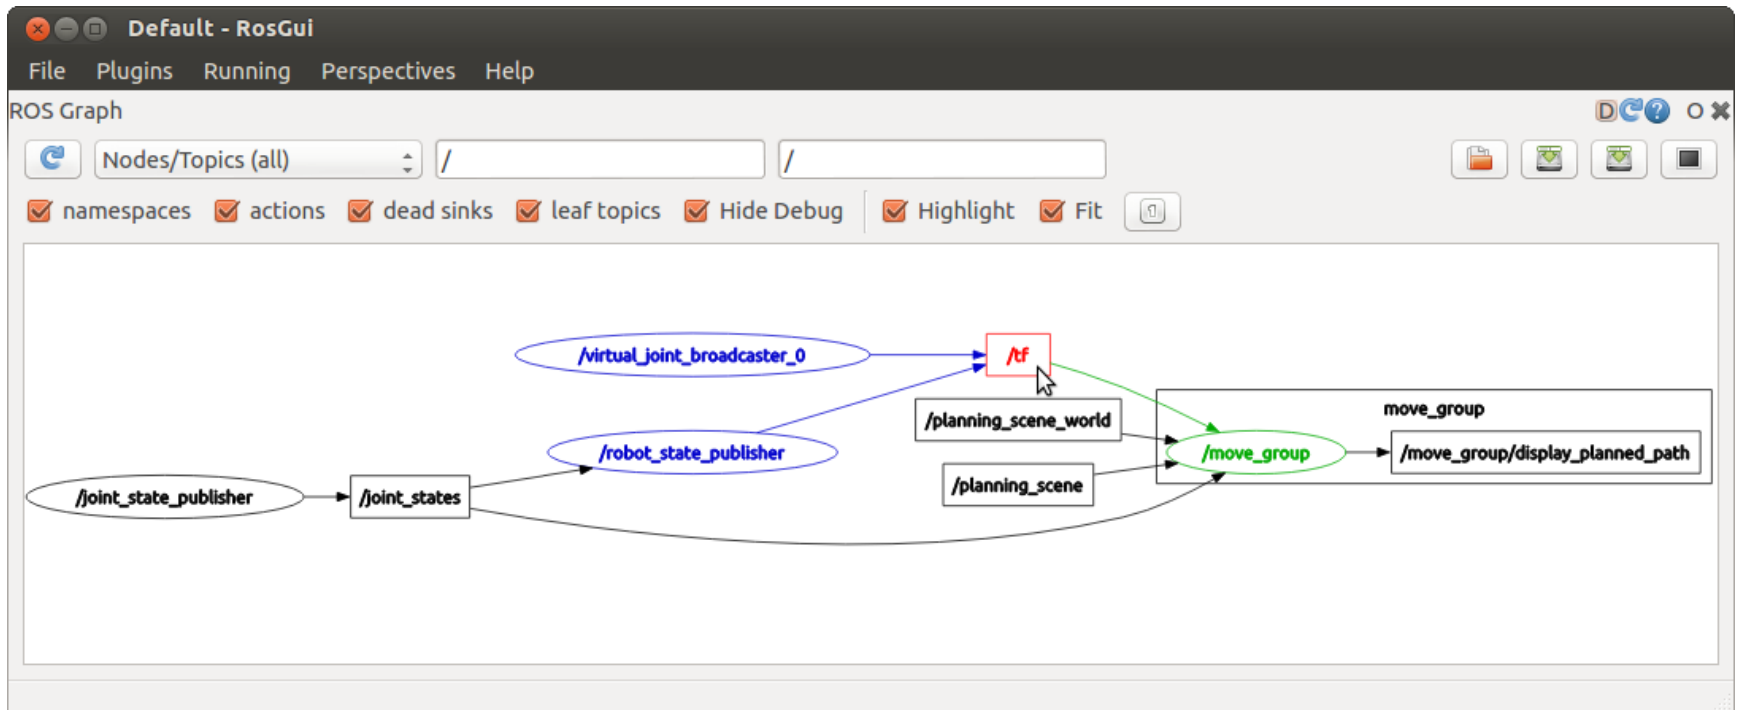 Default - RosGui
File Plugins Running Perspectives Help
ROS Graph
D C ? O
Nodes/Topics (all) / /
namespaces actions dead sinks leaf topics Hide Debug Highlight Fit
/virtual_joint_broadcaster_0 /tf
/planning_scene_world move_group
/robot_state_publisher /move_group /move_group/display_planned_path
/joint_state_publisher /joint_states /planning_scene